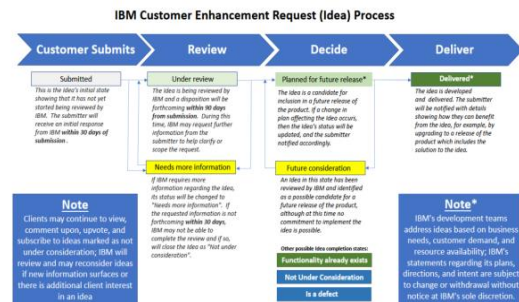 IBM Customer Enhancement Request (Idea) Process
Customer Submits
Review
Decide
Deliver
Submitted
This is the Idea's initial state
showing that it has not yet
started being reviewed by
IBM. The submitter will
receive an initial response
from IBM within 30 days of
submission.
Under review
The Idea is being reviewed by
IBM and a disposition will be
forthcoming within 90 days
from submission. During this
time, IBM may request further
information from the
submitter to help clarify or
scope the request.
Needs more information
If IBM requires more
information regarding the idea,
its status will be changed to
"Needs more information". If
the requested information is not
forthcoming within 30 days,
IBM may not be able to
complete the review and if so,
will close the idea as "Not under
consideration".
Planned for future release*
The idea is a candidate for
inclusion in a future release of
the product. If a change in
plan affecting the idea occurs,
then the Idea's status will be
updated, and the submitter
notified accordingly.
Future consideration
An Idea in this state has been
reviewed by IBM and identified
as a possible candidate for a
future release of the product,
although at this time no
commitment to implement the
idea is possible.
Other possible idea completion states:
Functionality already exists
Not Under Consideration
Is a defect
Delivered*
The idea is developed
and delivered. The submitter
will be notified with details
showing how they can benefit
from the idea, for example, by
upgrading to a release of the
product which includes the
solution to the idea.
Note
Clients may continue to view,
comment upon, upvote, and
subscribe to ideas marked as not
under consideration; IBM will
review and may reconsider ideas
if new information surfaces or
there is additional client interest
in an idea
Note*
IBM's development teams
address ideas based on business
needs, customer demand, and
resource availability; IBM's
statements regarding its plans,
directions, and intent are subject
to change or withdrawal without
notice at IBM's sole discretion.